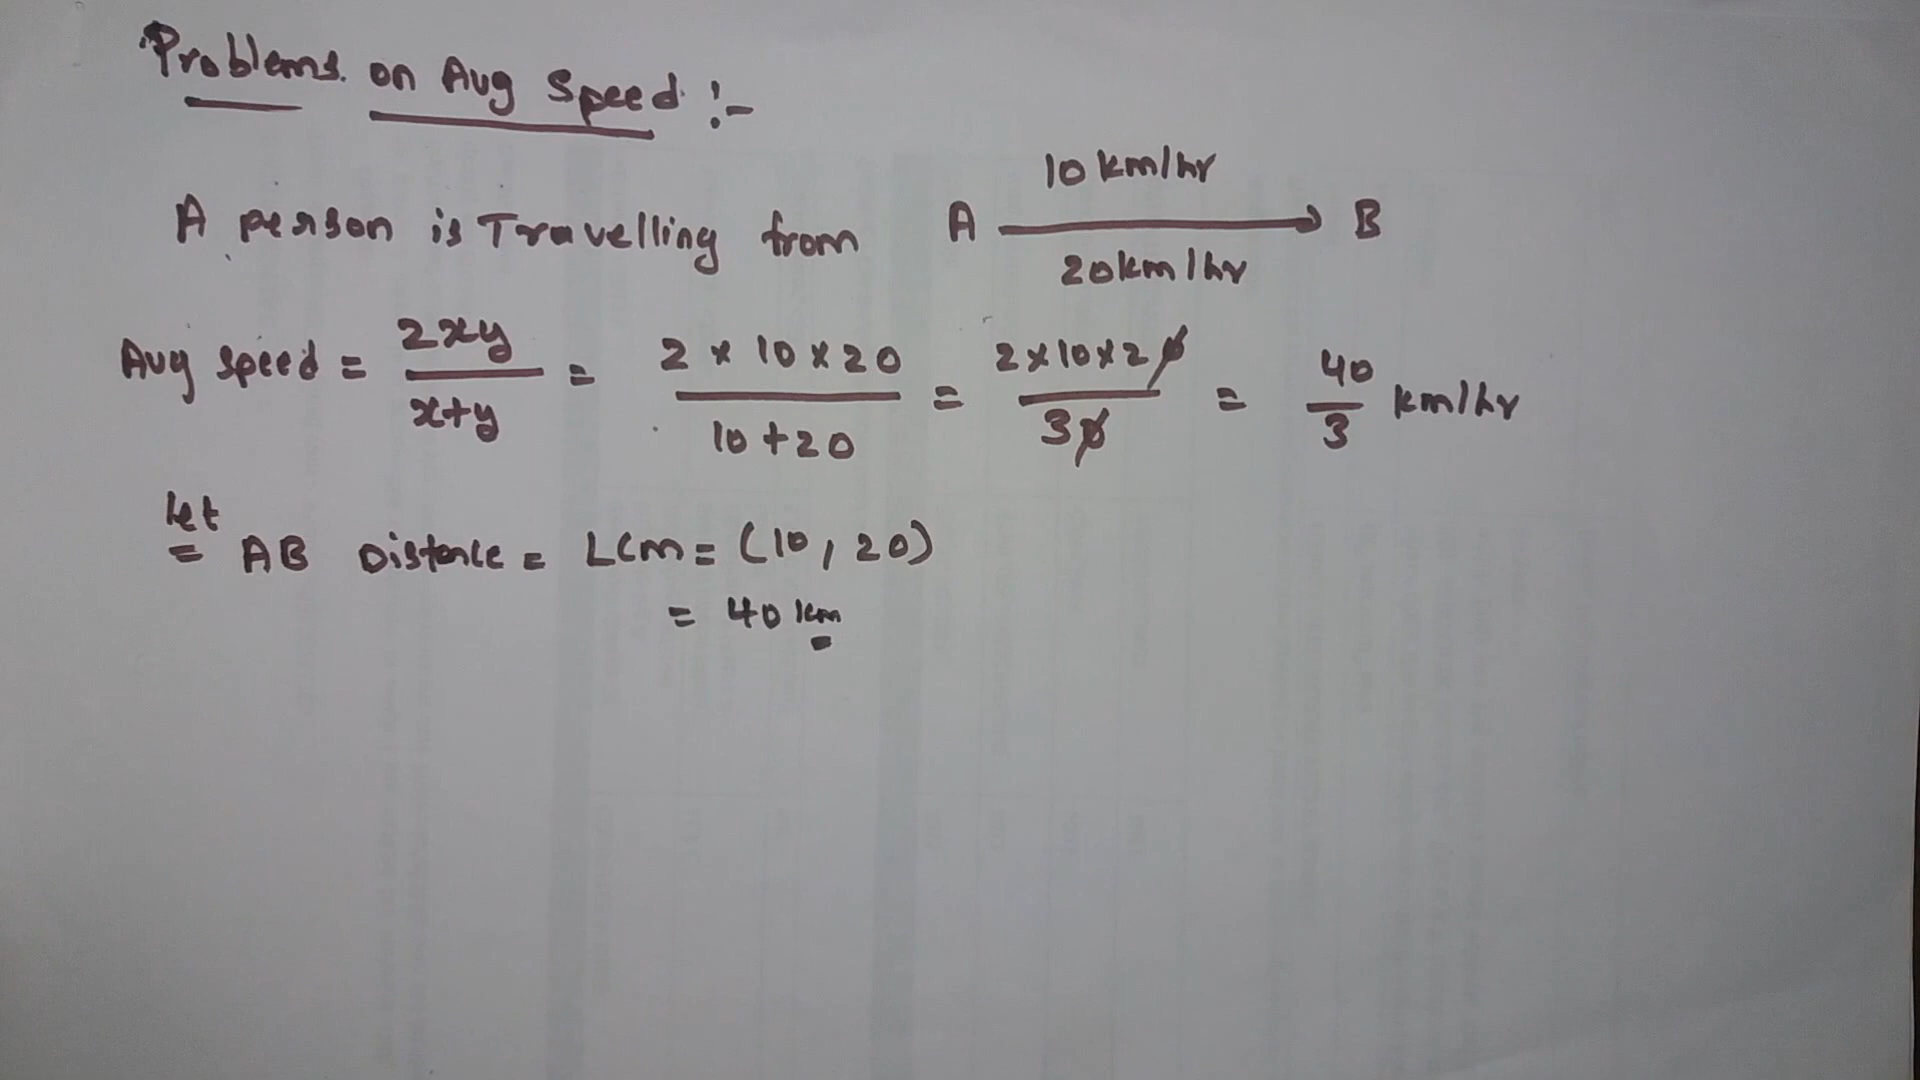 Problems on Avg Speed :-
10 km/hr
A person is Travelling from A → B
20km/hr
Avg speed = 2xy/x+y = 2 × 10 × 20/10 + 20 = 2×10×20/30 = 40/3 km/hr
let
= AB Distance = LCM = (10, 20)
= 40 km